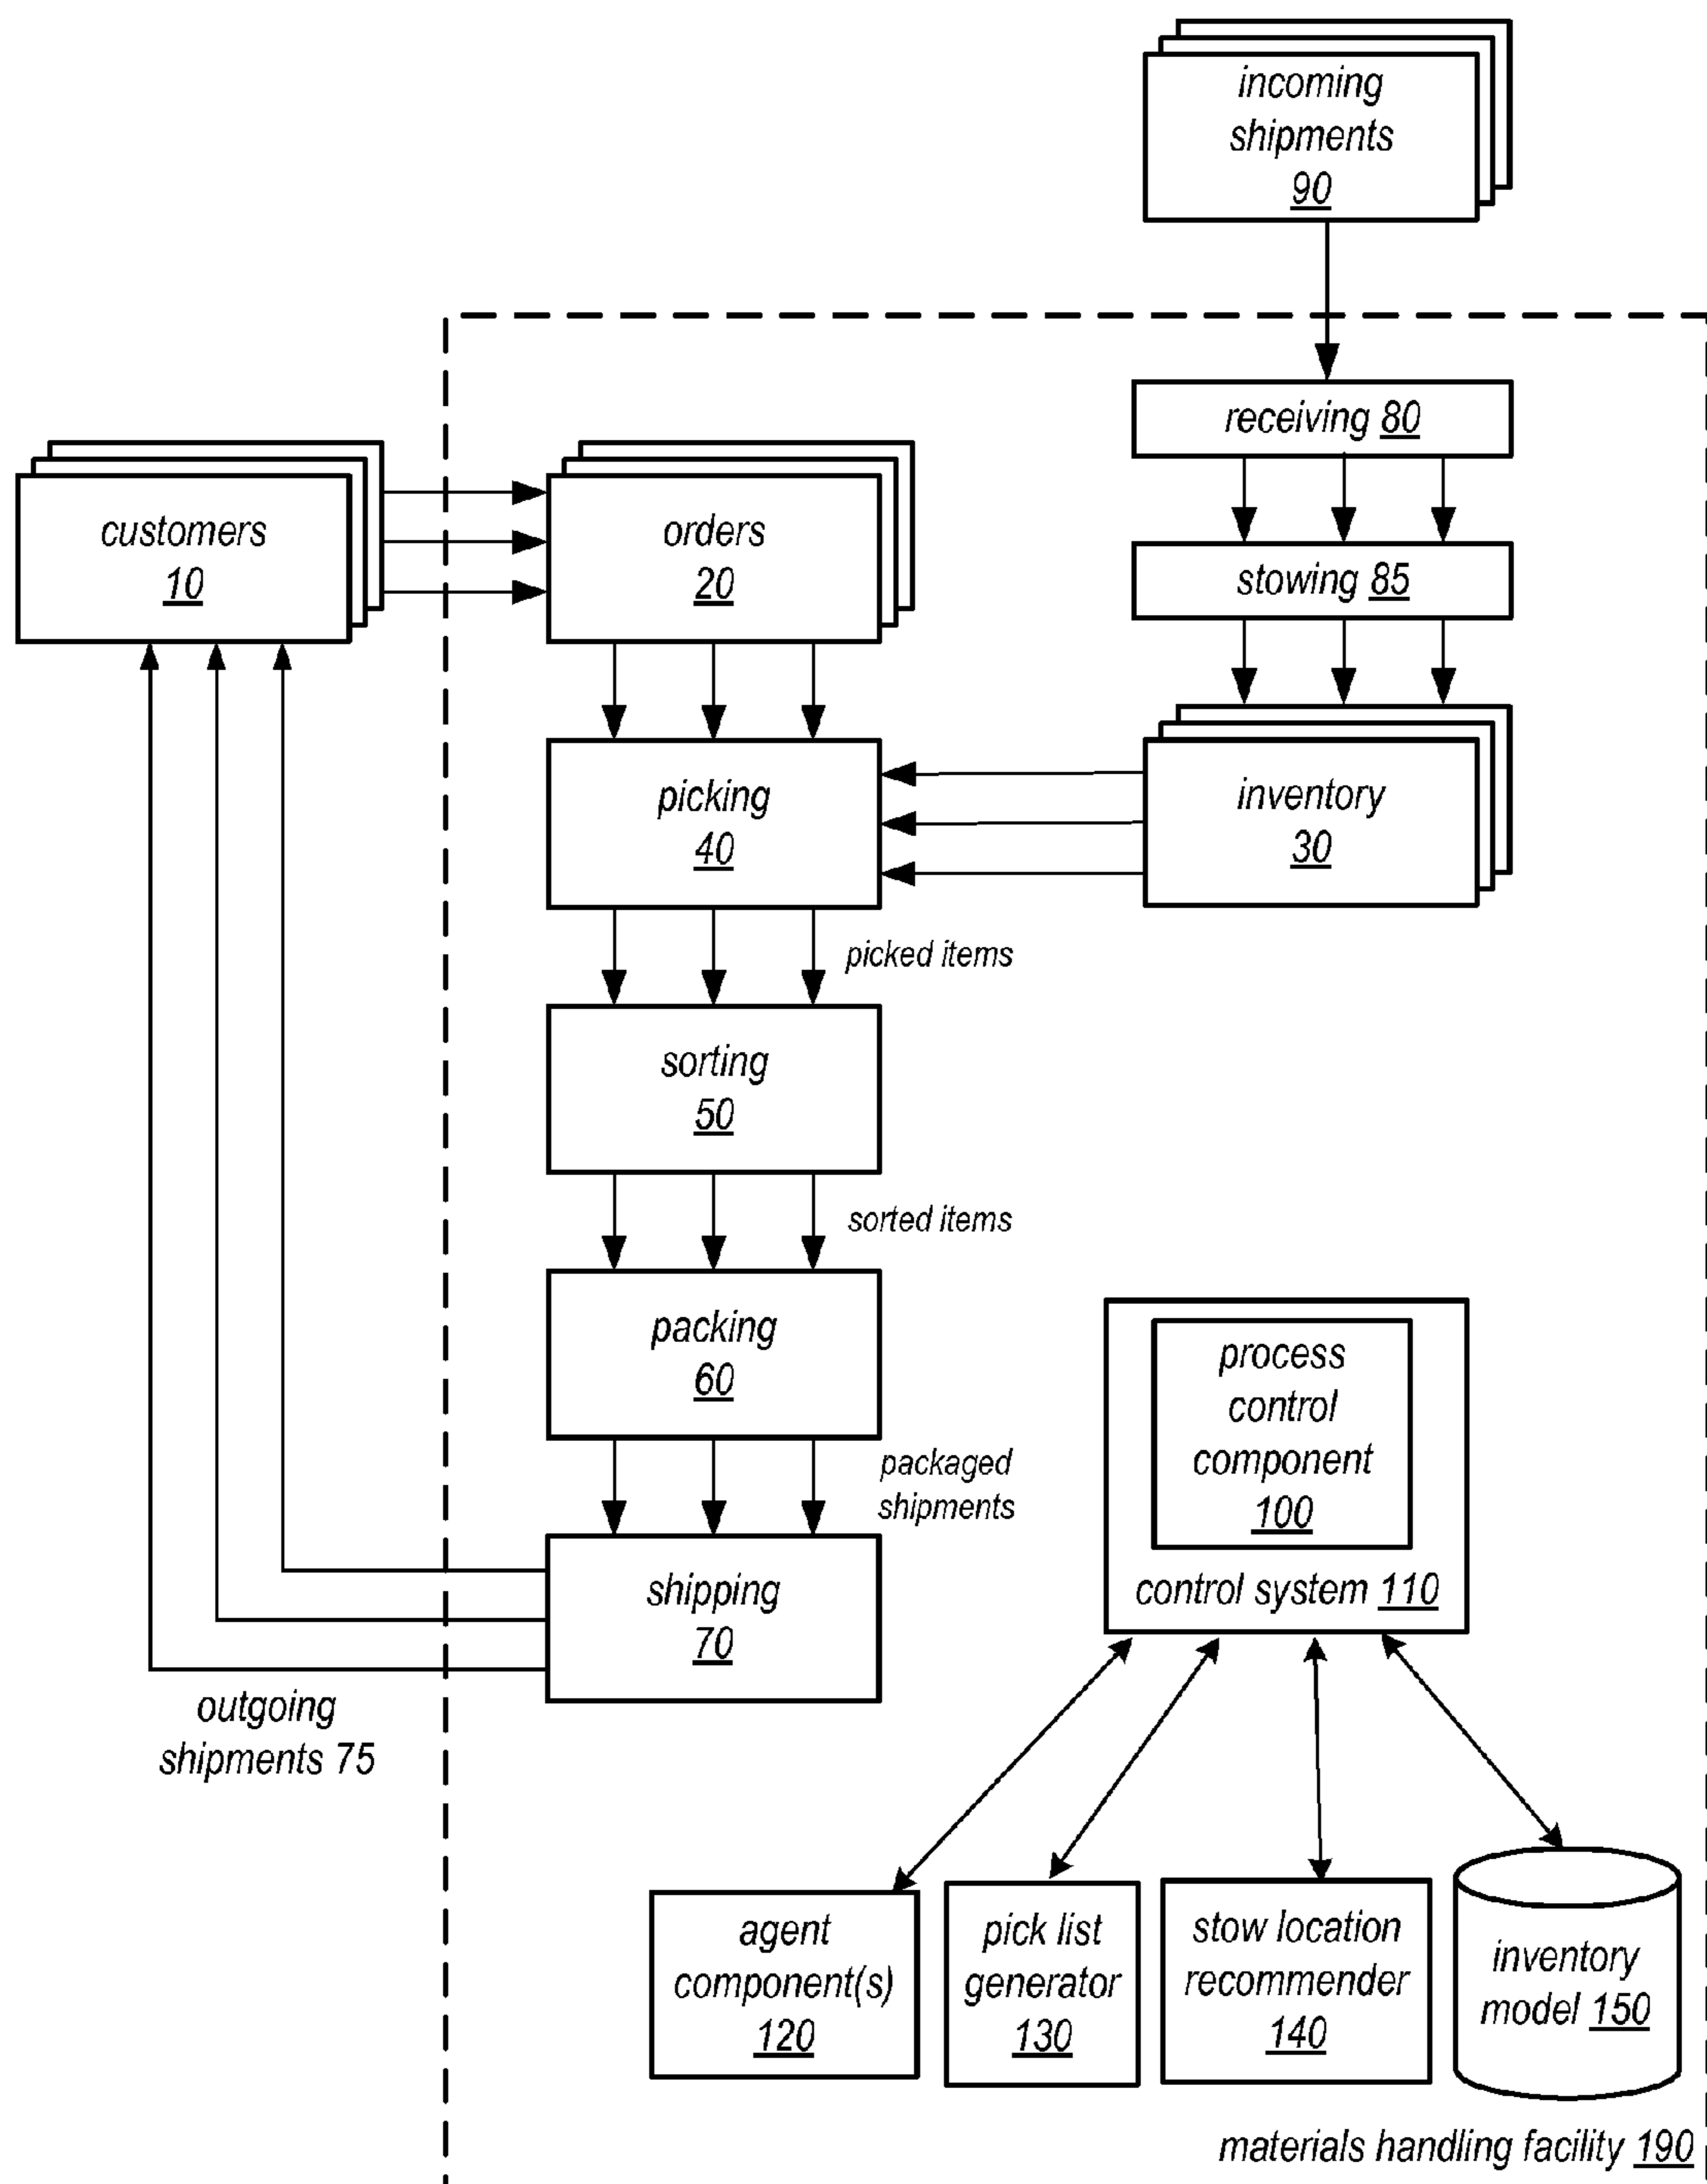 incoming
shipments
90
receiving 80
customers
10
orders
20
stowing 85
picking
40
inventory
30
picked items
sorting
50
sorted items
packing
60
packaged
shipments
shipping
70
outgoing
shipments 75
process
control
component
100
control system 110
agent
component(s)
120
pick list
generator
130
stow location
recommender
140
inventory
model 150
materials handling facility 190